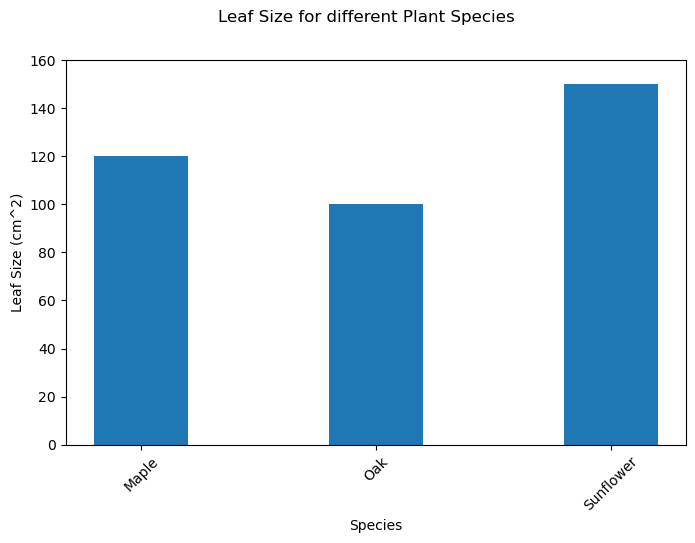 Leaf Size for different Plant Species
160
140
120
100
80
60
40
20
0
Leaf Size (cm^2)
Maple
Oak
Sunflower
Species